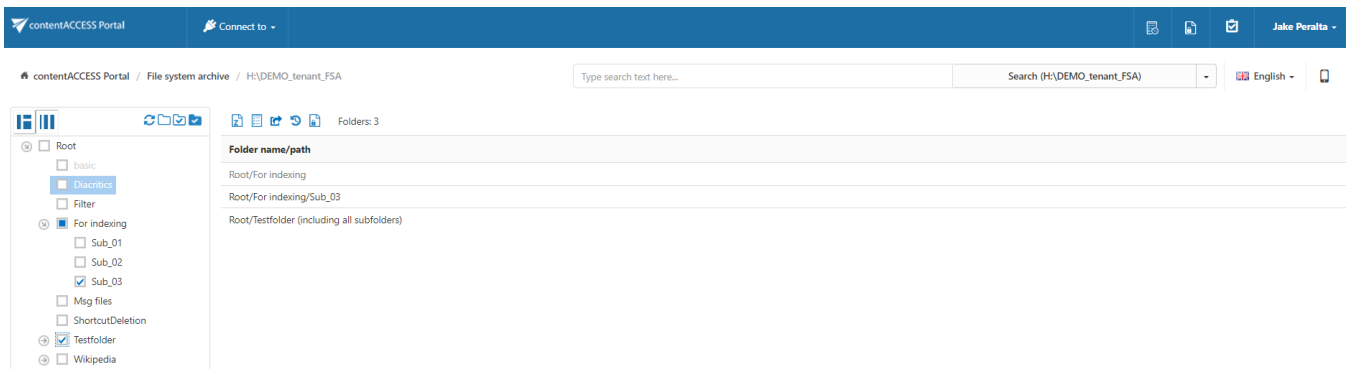 contentACCESS Portal
Connect to
Jake Peralta
contentACCESS Portal / File system archive / H:\DEMO_tenant_FSA
Type search text here...
Search (H:\DEMO_tenant_FSA)
English
Folders: 3
Root
basic
Diacritics
Filter
For indexing
Sub_01
Sub_02
Sub_03
Msg files
ShortcutDeletion
Testfolder
Wikipedia
Folder name/path
Root/For indexing
Root/For indexing/Sub_03
Root/Testfolder (including all subfolders)